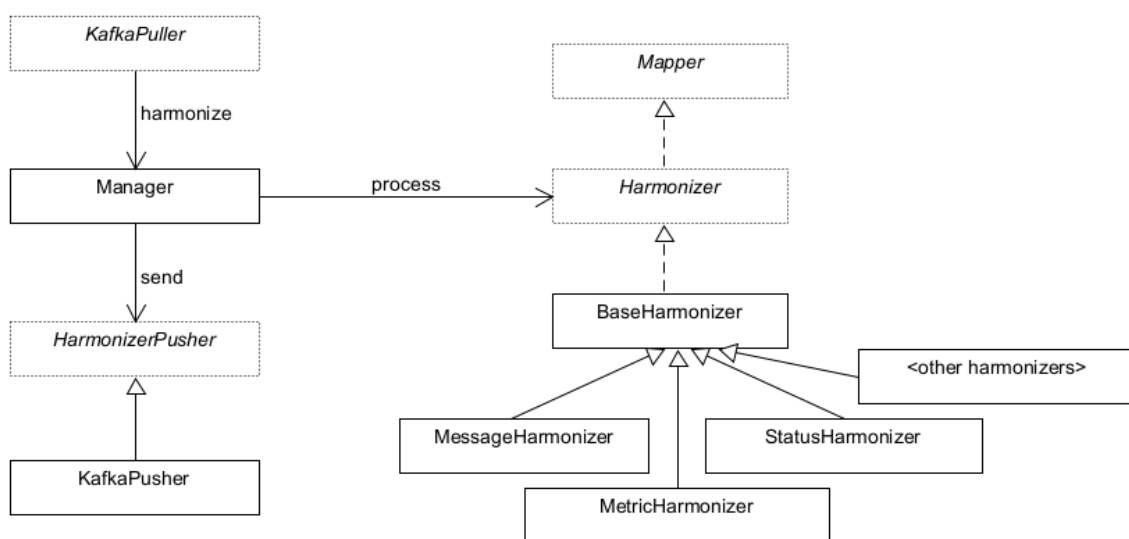 KafkaPuller
Mapper
harmonize
Manager
process
Harmonizer
send
BaseHarmonizer
HarmonizerPusher
<other harmonizers>
MessageHarmonizer
StatusHarmonizer
KafkaPusher
MetricHarmonizer